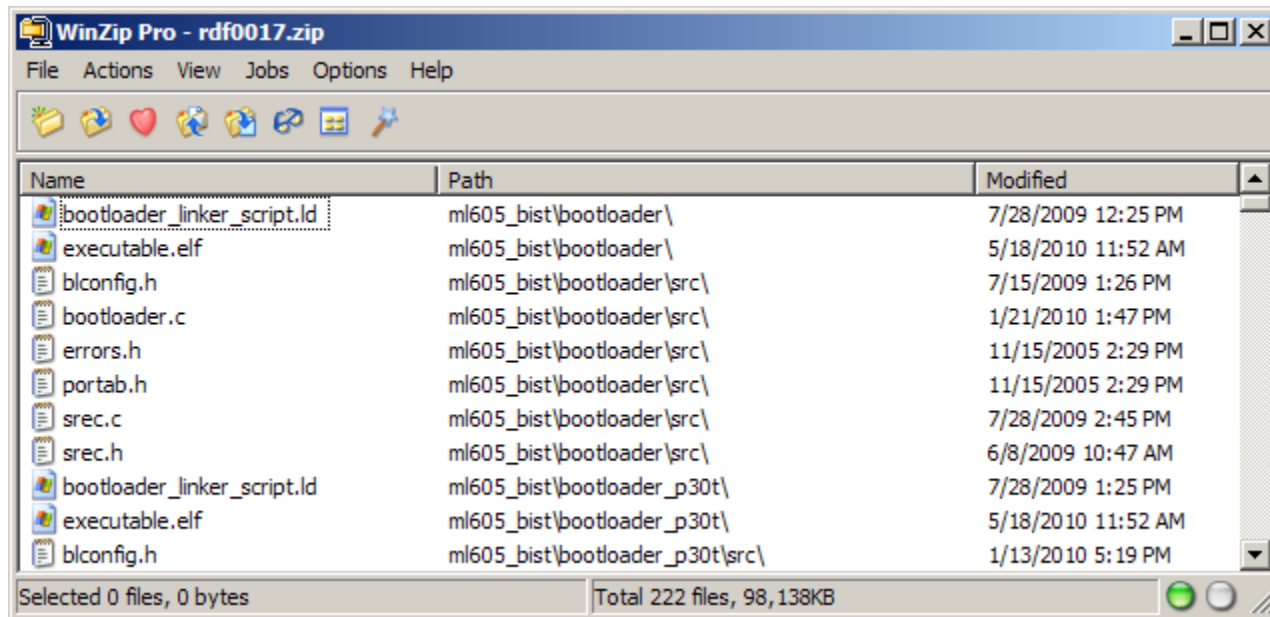 WinZip Pro - rdf0017.zip
File Actions View Jobs Options Help
Name Path Modified
bootloader_linker_script.ld ml605_bist\bootloader\ 7/28/2009 12:25 PM
executable.elf ml605_bist\bootloader\ 5/18/2010 11:52 AM
blconfig.h ml605_bist\bootloader\src\ 7/15/2009 1:26 PM
bootloader.c ml605_bist\bootloader\src\ 1/21/2010 1:47 PM
errors.h ml605_bist\bootloader\src\ 11/15/2005 2:29 PM
portab.h ml605_bist\bootloader\src\ 11/15/2005 2:29 PM
srec.c ml605_bist\bootloader\src\ 7/28/2009 2:45 PM
srec.h ml605_bist\bootloader\src\ 6/8/2009 10:47 AM
bootloader_linker_script.ld ml605_bist\bootloader_p30t\ 7/28/2009 1:25 PM
executable.elf ml605_bist\bootloader_p30t\ 5/18/2010 11:52 AM
blconfig.h ml605_bist\bootloader_p30t\src\ 1/13/2010 5:19 PM
Selected 0 files, 0 bytes Total 222 files, 98,138KB